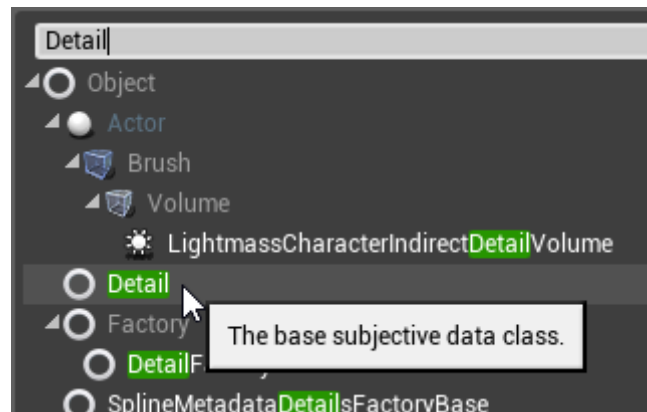 Detail
Object
Actor
Brush
Volume
LightmassCharacterIndirectDetailVolume
Detail
Factory
The base subjective data class.
SplineMetadataDetailsFactoryBase